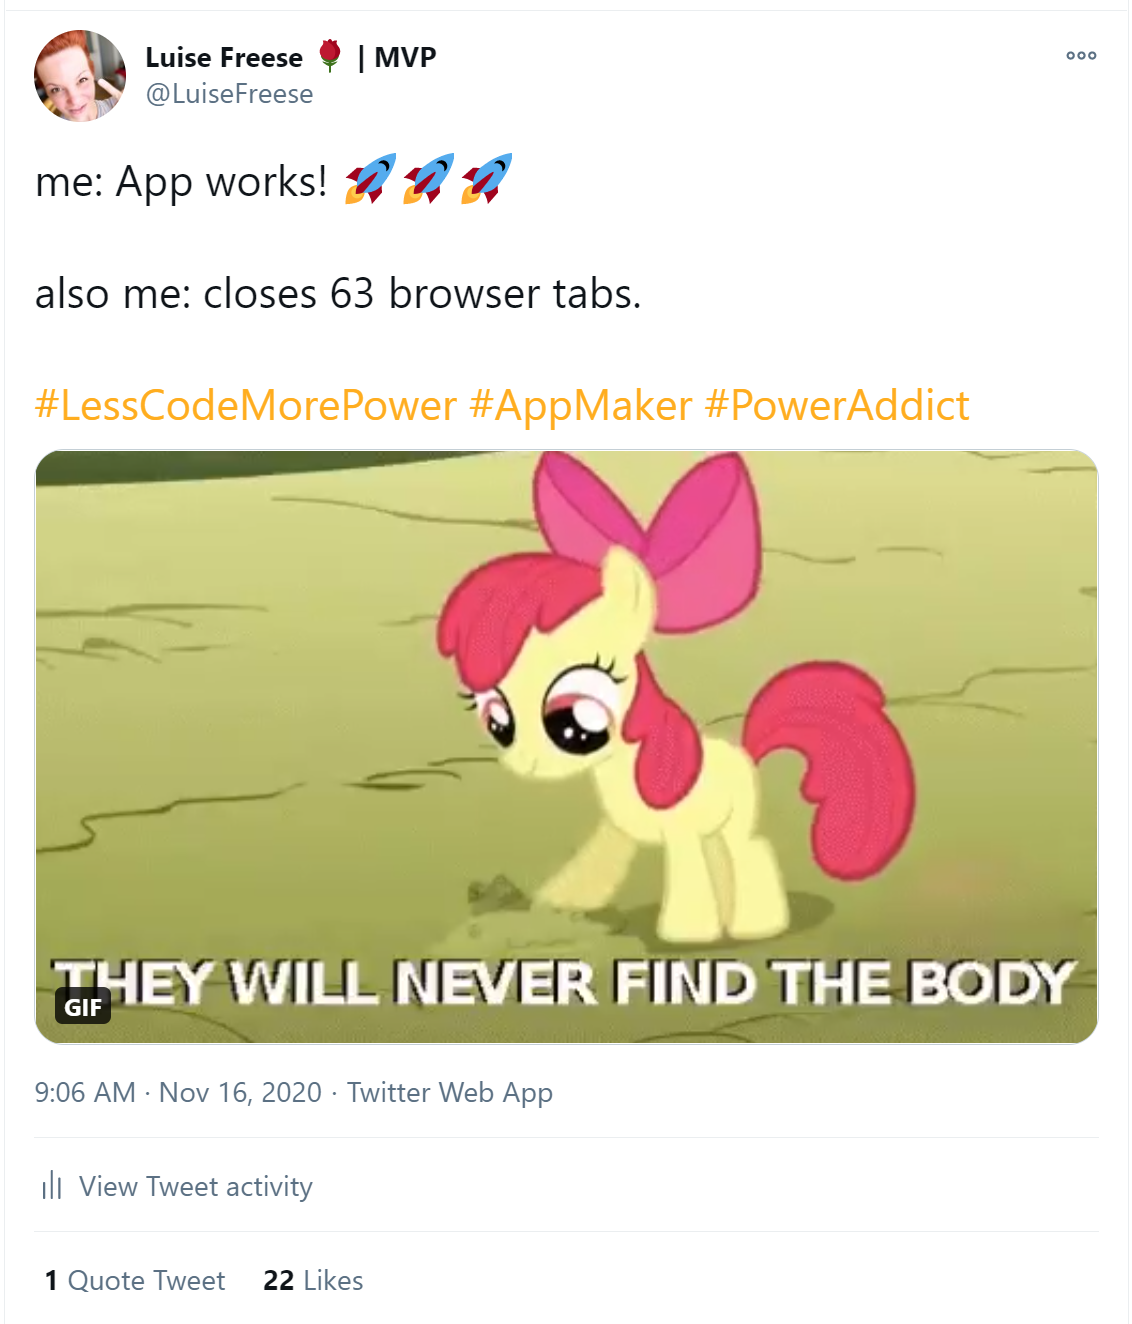 Luise Freese 🌹 | MVP
@LuiseFreese
me: App works! 🚀🚀🚀
also me: closes 63 browser tabs.
#LessCodeMorePower #AppMaker #PowerAddict
THEY WILL NEVER FIND THE BODY
GIF
9:06 AM · Nov 16, 2020 · Twitter Web App
View Tweet activity
1 Quote Tweet 22 Likes